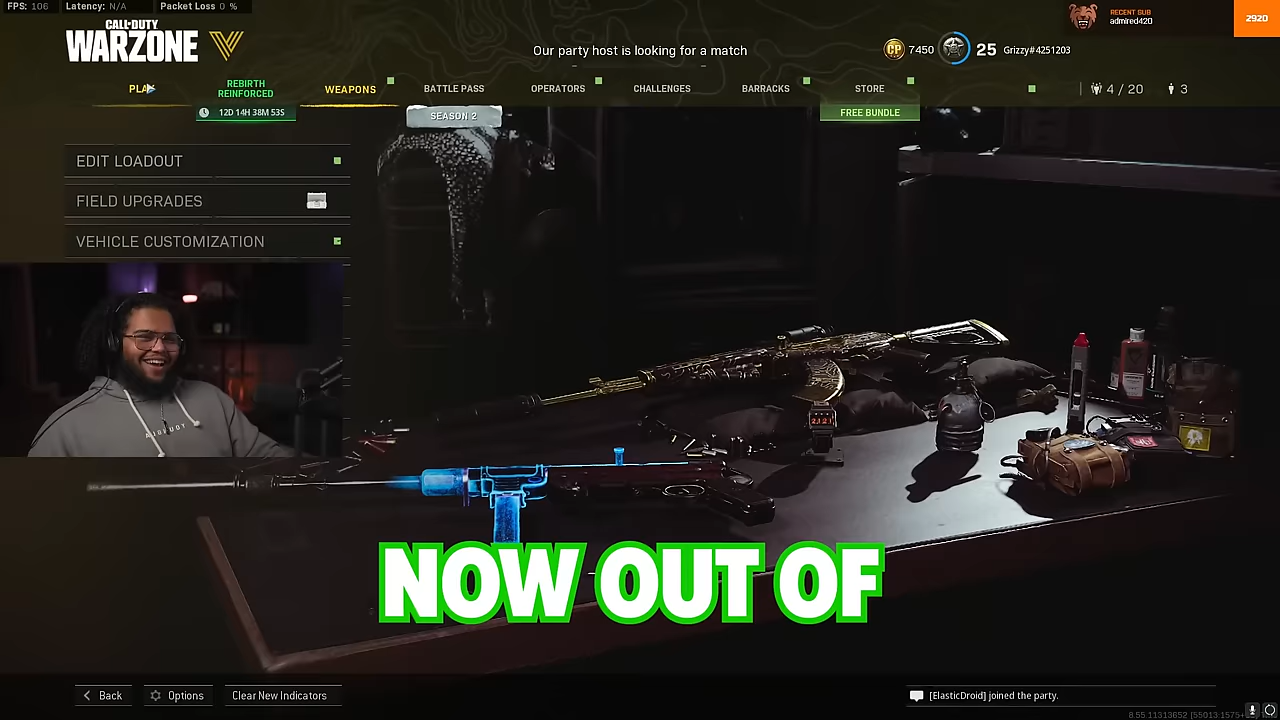 FPS: 106
Latency: N/A
Packet Loss 0 %
CALL·DUTY
WARZONE
Our party host is looking for a match
RECENT SUB
admired420
292D
CP 7450
25
Grizzy#4251203
PLAY
REBIRTH
REINFORCED
12D 14H 38M 53S
WEAPONS
BATTLE PASS
SEASON 2
OPERATORS
CHALLENGES
BARRACKS
STORE
FREE BUNDLE
4 / 20
3
EDIT LOADOUT
FIELD UPGRADES
VEHICLE CUSTOMIZATION
NOW OUT OF
Back
Options
Clear New Indicators
[ElasticDroid] joined the party.